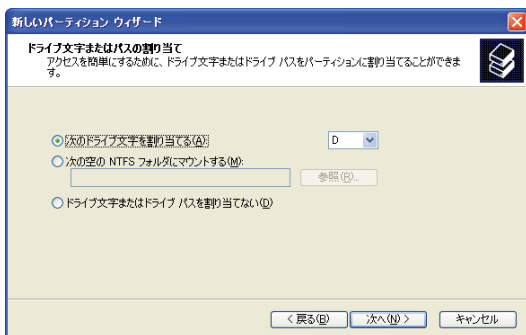 新しいパーティション ウィザード
ドライブ文字またはパスの割り当て
アクセスを簡単にするために、ドライブ文字またはドライブ パスをパーティションに割り当てることができま
す。
次のドライブ文字を割り当てる(A): D
次の空の NTFS フォルダにマウントする(M):
参照(R)...
ドライブ文字またはドライブ パスを割り当てない(D)
< 戻る(B) 次へ(N) > キャンセル